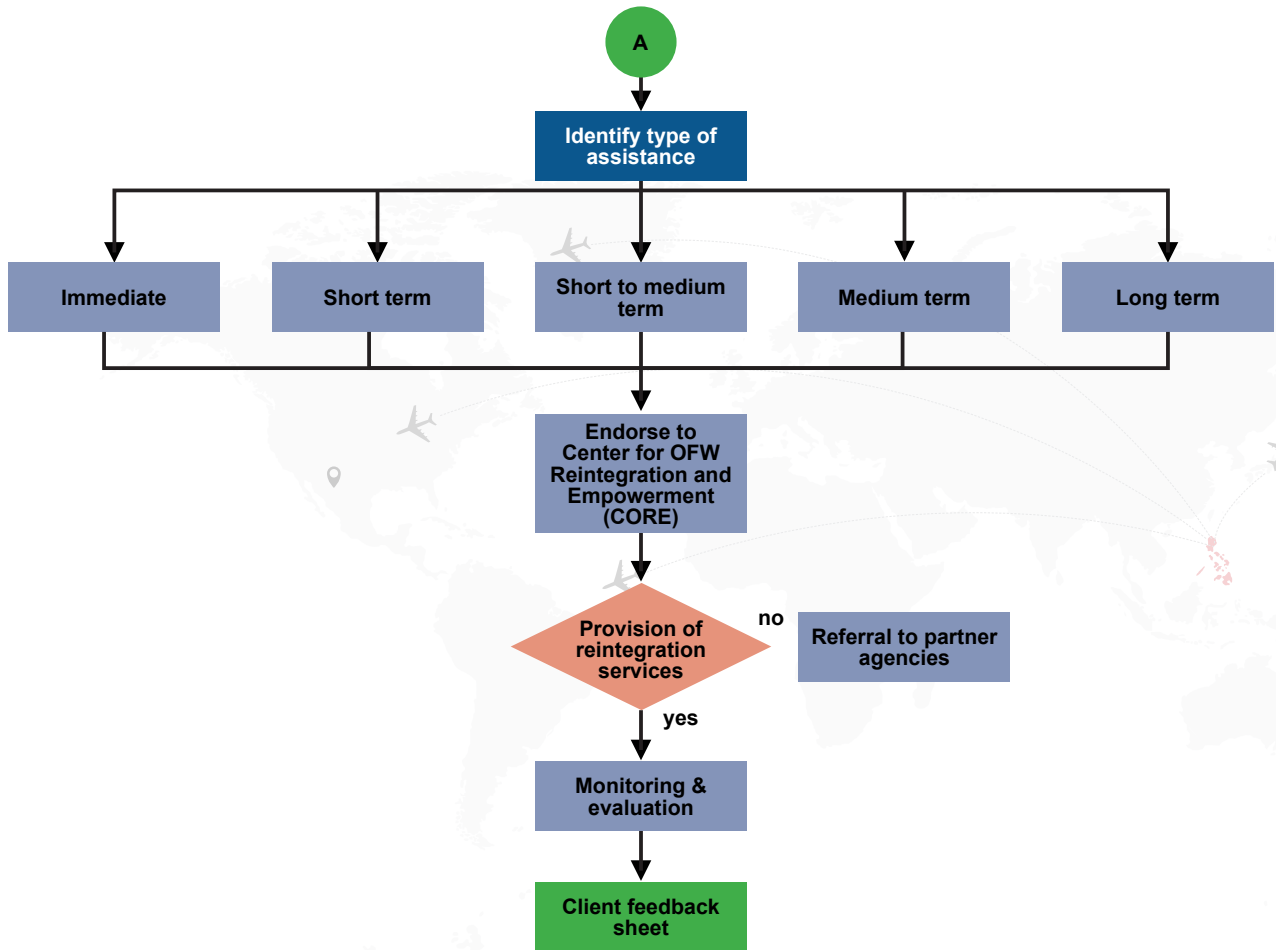 A
Identify type of
assistance
Immediate
Short term
Short to medium
term
Medium term
Long term
Endorse to
Center for OFW
Reintegration and
Empowerment
(CORE)
Provision of
reintegration
services
no
Referral to partner
agencies
yes
Monitoring &
evaluation
Client feedback
sheet